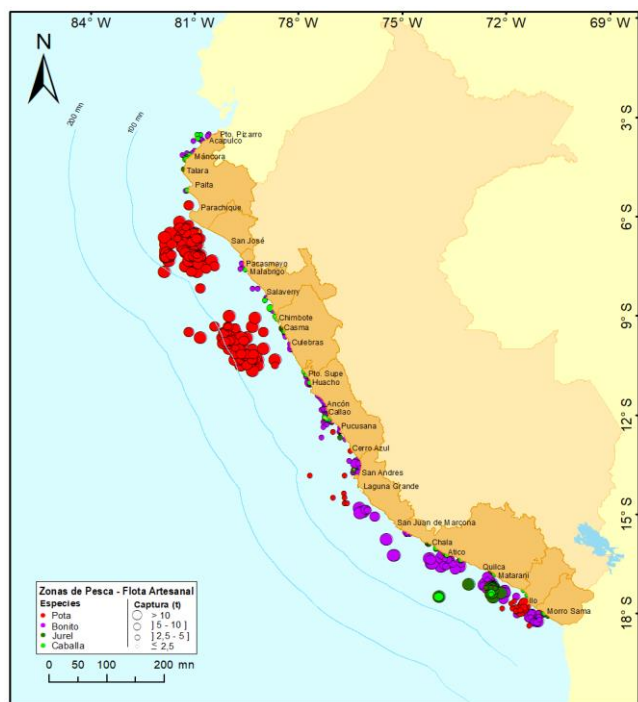 84°W 81°W 78°W 75°W 72°W 69°W
N
3°S
6°S
9°S
12°S
15°S
18°S
200 mn
100 mn
Pto. Pizarro
Acapulco
Máncora
Talara
Paita
Parachique
San José
Pacasmayo
Malabrigo
Salaverry
Chimbote
Casma
Culebras
Pto. Supe
Huacho
Ancón
Callao
Pucusana
Cerro Azul
San Andres
Laguna Grande
San Juan de Marcona
Chala
Atico
Quilca
Matarani
Ilo
Morro Sama
Zonas de Pesca - Flota Artesanal
Especies Captura (t)
Pota > 10
Bonito ] 5 - 10 ]
Jurel ] 2,5 - 5 ]
Caballa ≤ 2,5
0 50 100 200 mn